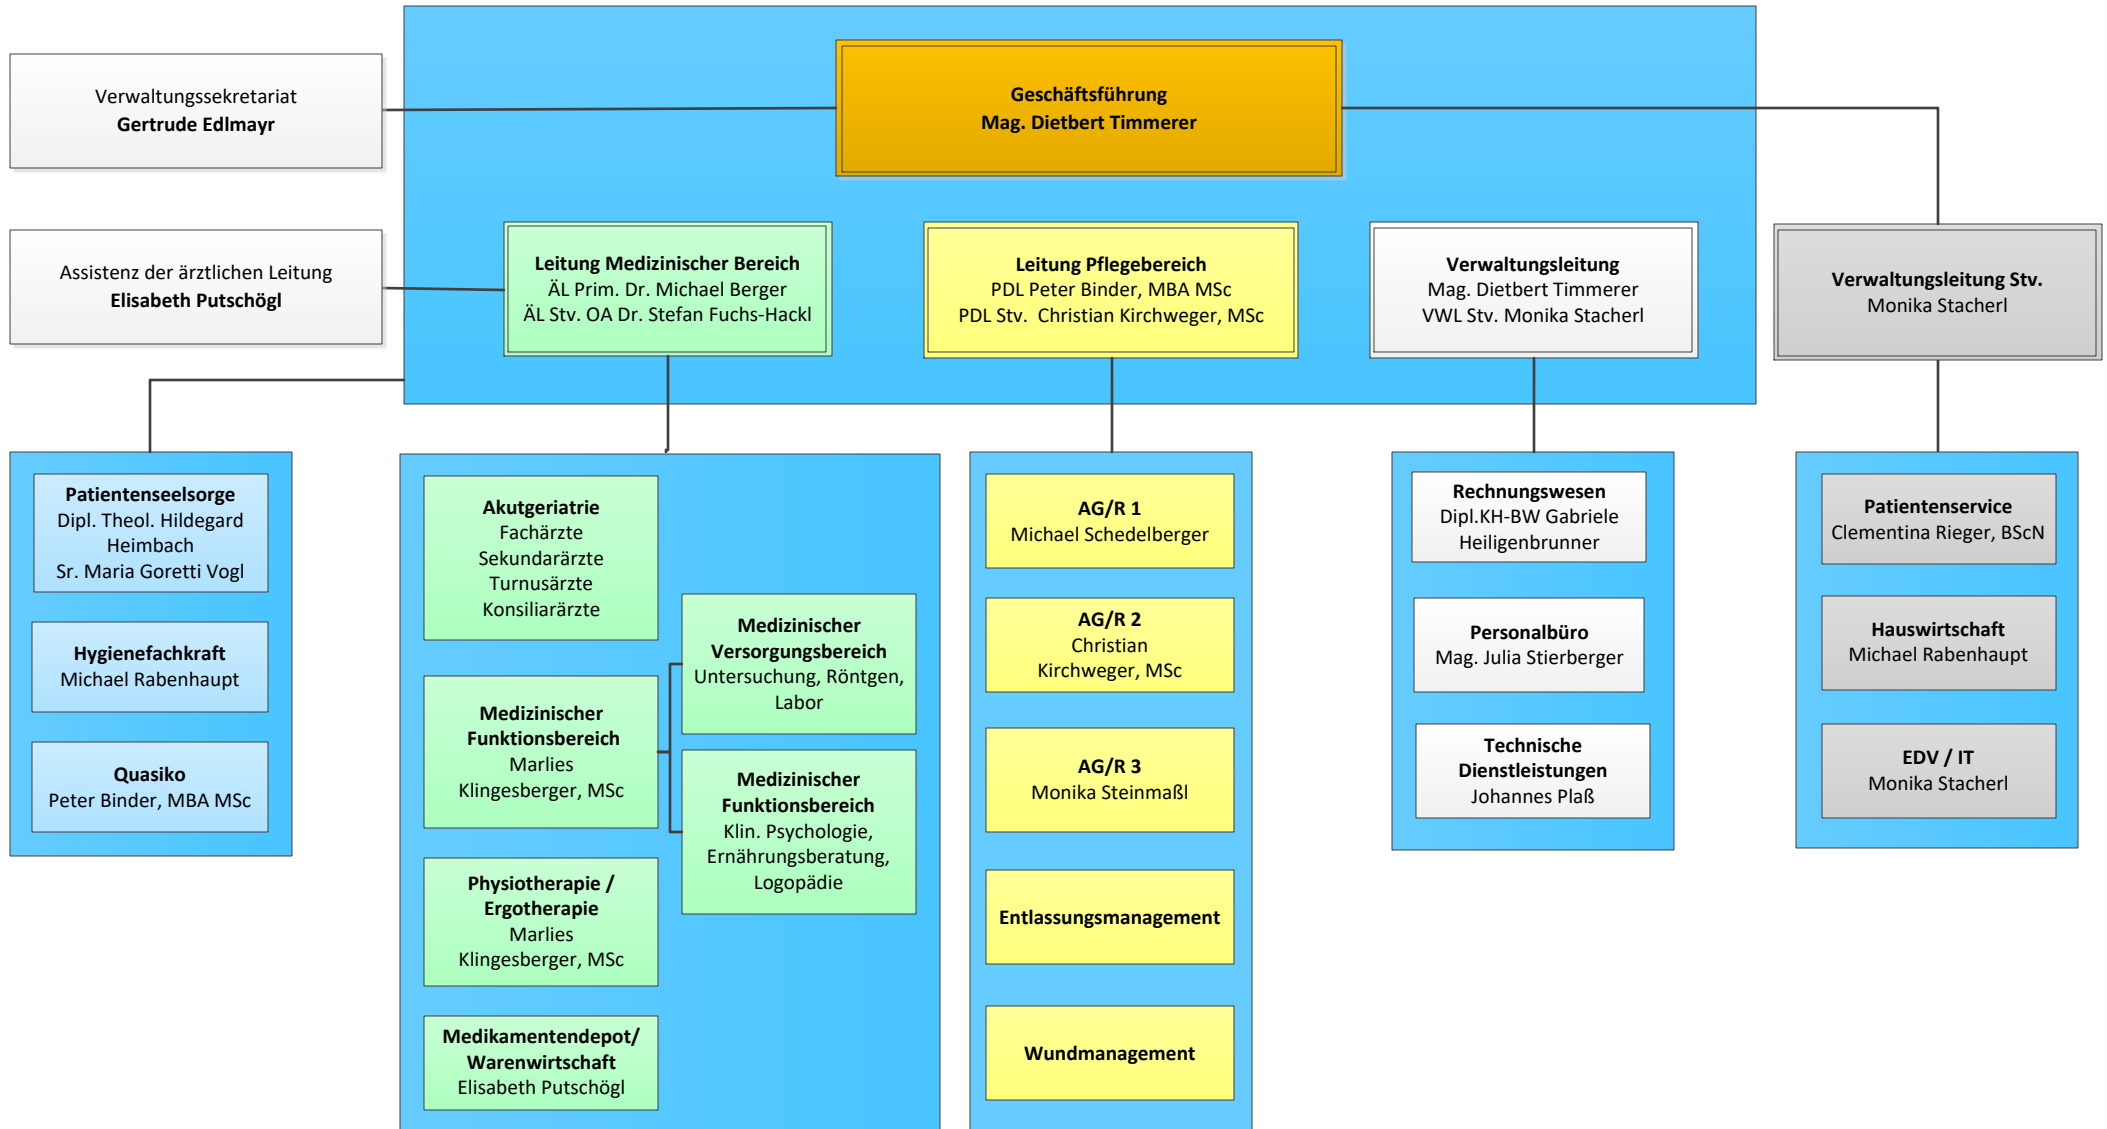 Verwaltungssekretariat
Gertrude Edlmayr
Geschäftsführung
Mag. Dietbert Timmerer
Assistenz der ärztlichen Leitung
Elisabeth Putschögl
Leitung Medizinischer Bereich
ÄL Prim. Dr. Michael Berger
ÄL Stv. OA Dr. Stefan Fuchs-Hackl
Leitung Pflegebereich
PDL Peter Binder, MBA MSc
PDL Stv.  Christian Kirchweger, MSc
Verwaltungsleitung
Mag. Dietbert Timmerer
VWL Stv. Monika Stacherl
Verwaltungsleitung Stv.
Monika Stacherl
Patientenseelsorge
Dipl. Theol. Hildegard
Heimbach
Sr. Maria Goretti Vogl
Hygienefachkraft
Michael Rabenhaupt
Quasiko
Peter Binder, MBA MSc
Akutgeriatrie
Fachärzte
Sekundarärzte
Turnusärzte
Konsiliarärzte
Medizinischer
Funktionsbereich
Marlies
Klingesberger, MSc
Physiotherapie /
Ergotherapie
Marlies
Klingesberger, MSc
Medikamentendepot/
Warenwirtschaft
Elisabeth Putschögl
Medizinischer
Versorgungsbereich
Untersuchung, Röntgen,
Labor
Medizinischer
Funktionsbereich
Klin. Psychologie,
Ernährungsberatung,
Logopädie
AG/R 1
Michael Schedelberger
AG/R 2
Christian
Kirchweger, MSc
AG/R 3
Monika Steinmaßl
Entlassungsmanagement
Wundmanagement
Rechnungswesen
Dipl.KH-BW Gabriele
Heiligenbrunner
Personalbüro
Mag. Julia Stierberger
Technische
Dienstleistungen
Johannes Plaß
Patientenservice
Clementina Rieger, BScN
Hauswirtschaft
Michael Rabenhaupt
EDV / IT
Monika Stacherl